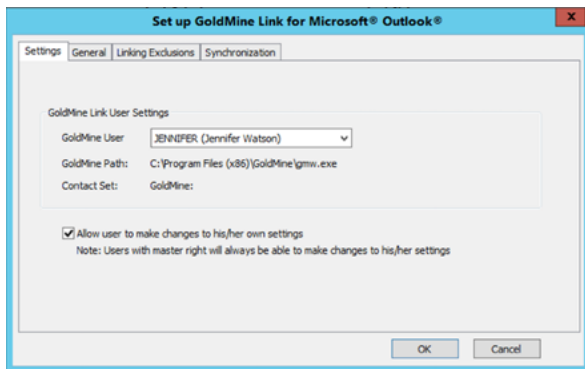 Set up GoldMine Link for Microsoft® Outlook®
x
Settings General Linking Exclusions Synchronization
GoldMine Link User Settings
GoldMine User JENNIFER (Jennifer Watson)
GoldMine Path: C:\Program Files (x86)\GoldMine\gmw.exe
Contact Set: GoldMine:
Allow user to make changes to his/her own settings
Note: Users with master right will always be able to make changes to his/her settings
OK Cancel